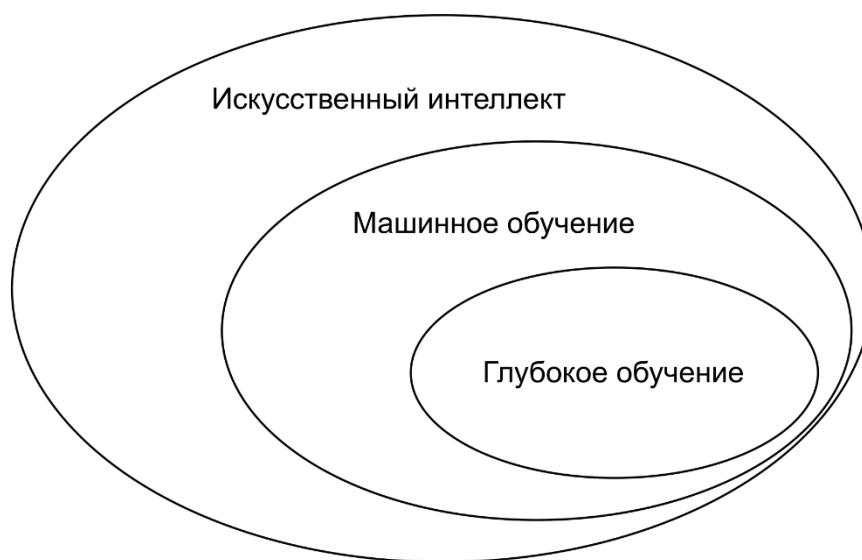 Искусственный интеллект
Машинное обучение
Глубокое обучение